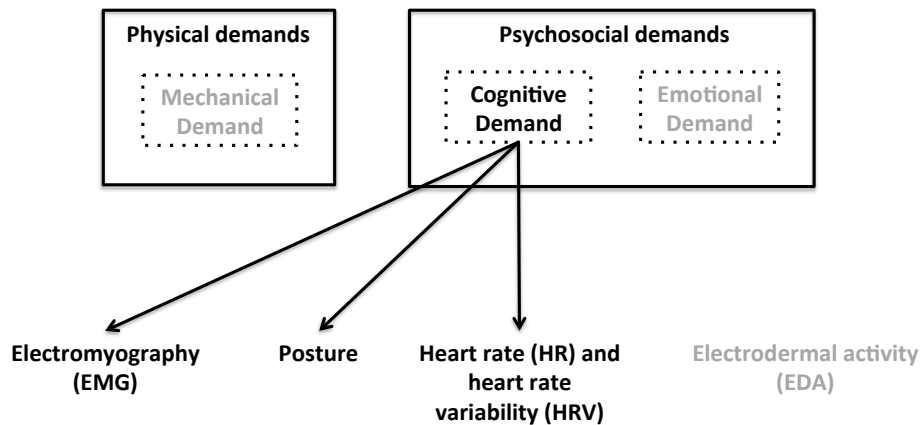 Physical demands
Mechanical
Demand
Psychosocial demands
Cognitive
Demand
Emotional
Demand
Electromyography
(EMG)
Posture
Heart rate (HR) and
heart rate
variability (HRV)
Electrodermal activity
(EDA)